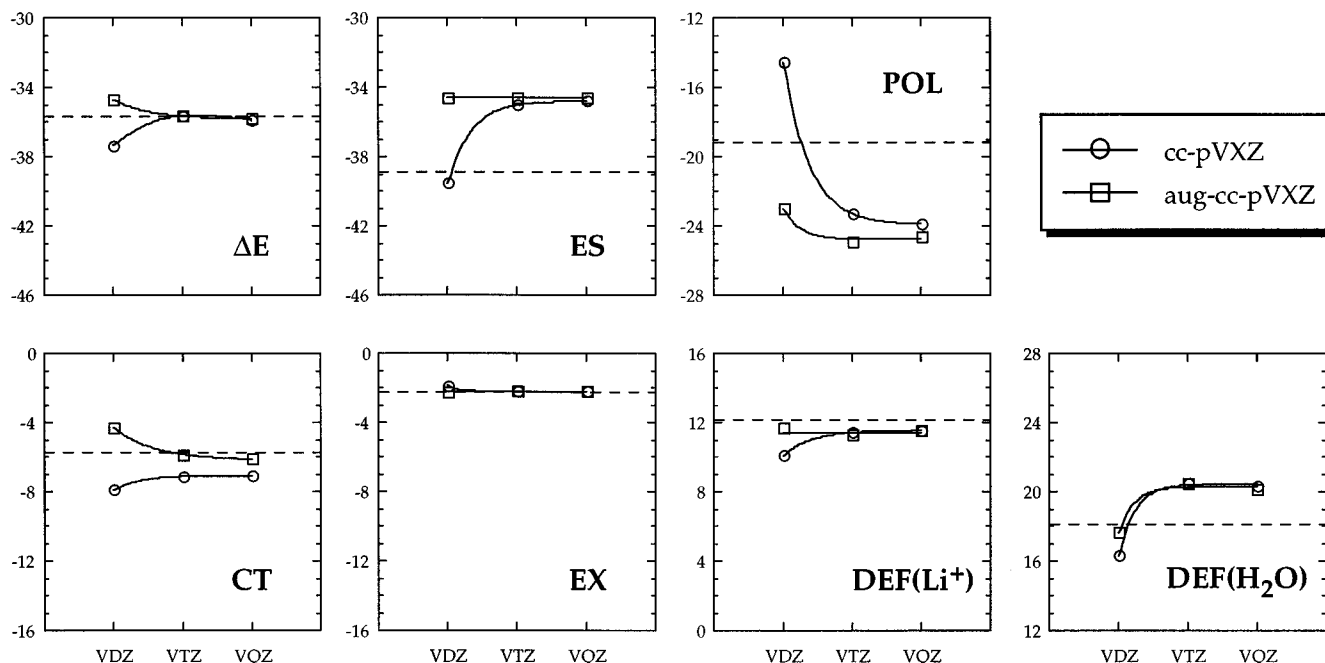 -30
-34
-38
-42
-46
ΔE
-30
-34
-38
-42
-46
ES
-12
-16
-20
-24
-28
POL
cc-pVXZ
aug-cc-pVXZ
0
-4
-8
-12
-16
CT
VDZ VTZ VQZ
0
-4
-8
-12
-16
EX
VDZ VTZ VQZ
16
12
8
4
0
DEF(Li⁺)
VDZ VTZ VQZ
28
24
20
16
12
DEF(H₂O)
VDZ VTZ VQZ